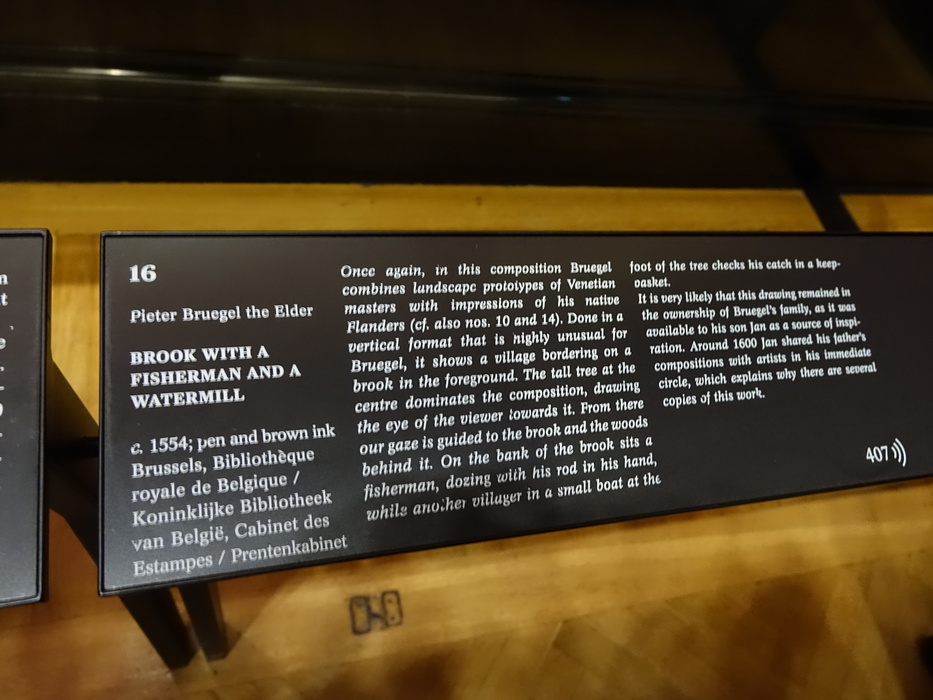 16
Pieter Bruegel the Elder
BROOK WITH A
FISHERMAN AND A
WATERMILL
c. 1554; pen and brown ink
Brussels, Bibliothèque
royale de Belgique /
Koninklijke Bibliotheek
van België, Cabinet des
Estampes / Prentenkabinet
Once again, in this composition Bruegel
combines landscape prototypes of Venetian
masters with impressions of his native
Flanders (cf. also nos. 10 and 14). Done in a
vertical format that is highly unusual for
Bruegel, it shows a village bordering on a
brook in the foreground. The tall tree at the
centre dominates the composition, drawing
the eye of the viewer towards it. From there
our gaze is guided to the brook and the woods
behind it. On the bank of the brook sits a
fisherman, dozing with his rod in his hand,
while another villager in a small boat at the
foot of the tree checks his catch in a keep-
basket.
It is very likely that this drawing remained in
the ownership of Bruegel's family, as it was
available to his son Jan as a source of inspi-
ration. Around 1600 Jan shared his father's
compositions with artists in his immediate
circle, which explains why there are several
copies of this work.
407